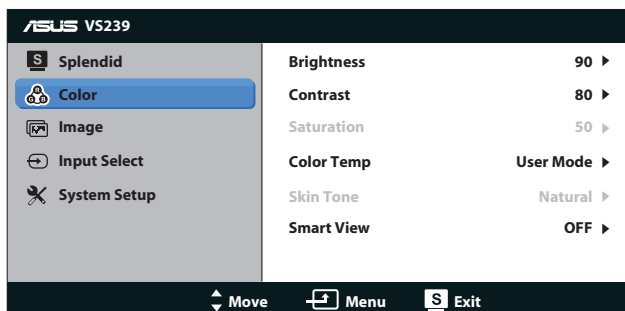 ASUS VS239
S Splendid
R G B Color
Image
Input Select
System Setup
Brightness 90
Contrast 80
Saturation 50
Color Temp User Mode
Skin Tone Natural
Smart View OFF
Move Menu S Exit